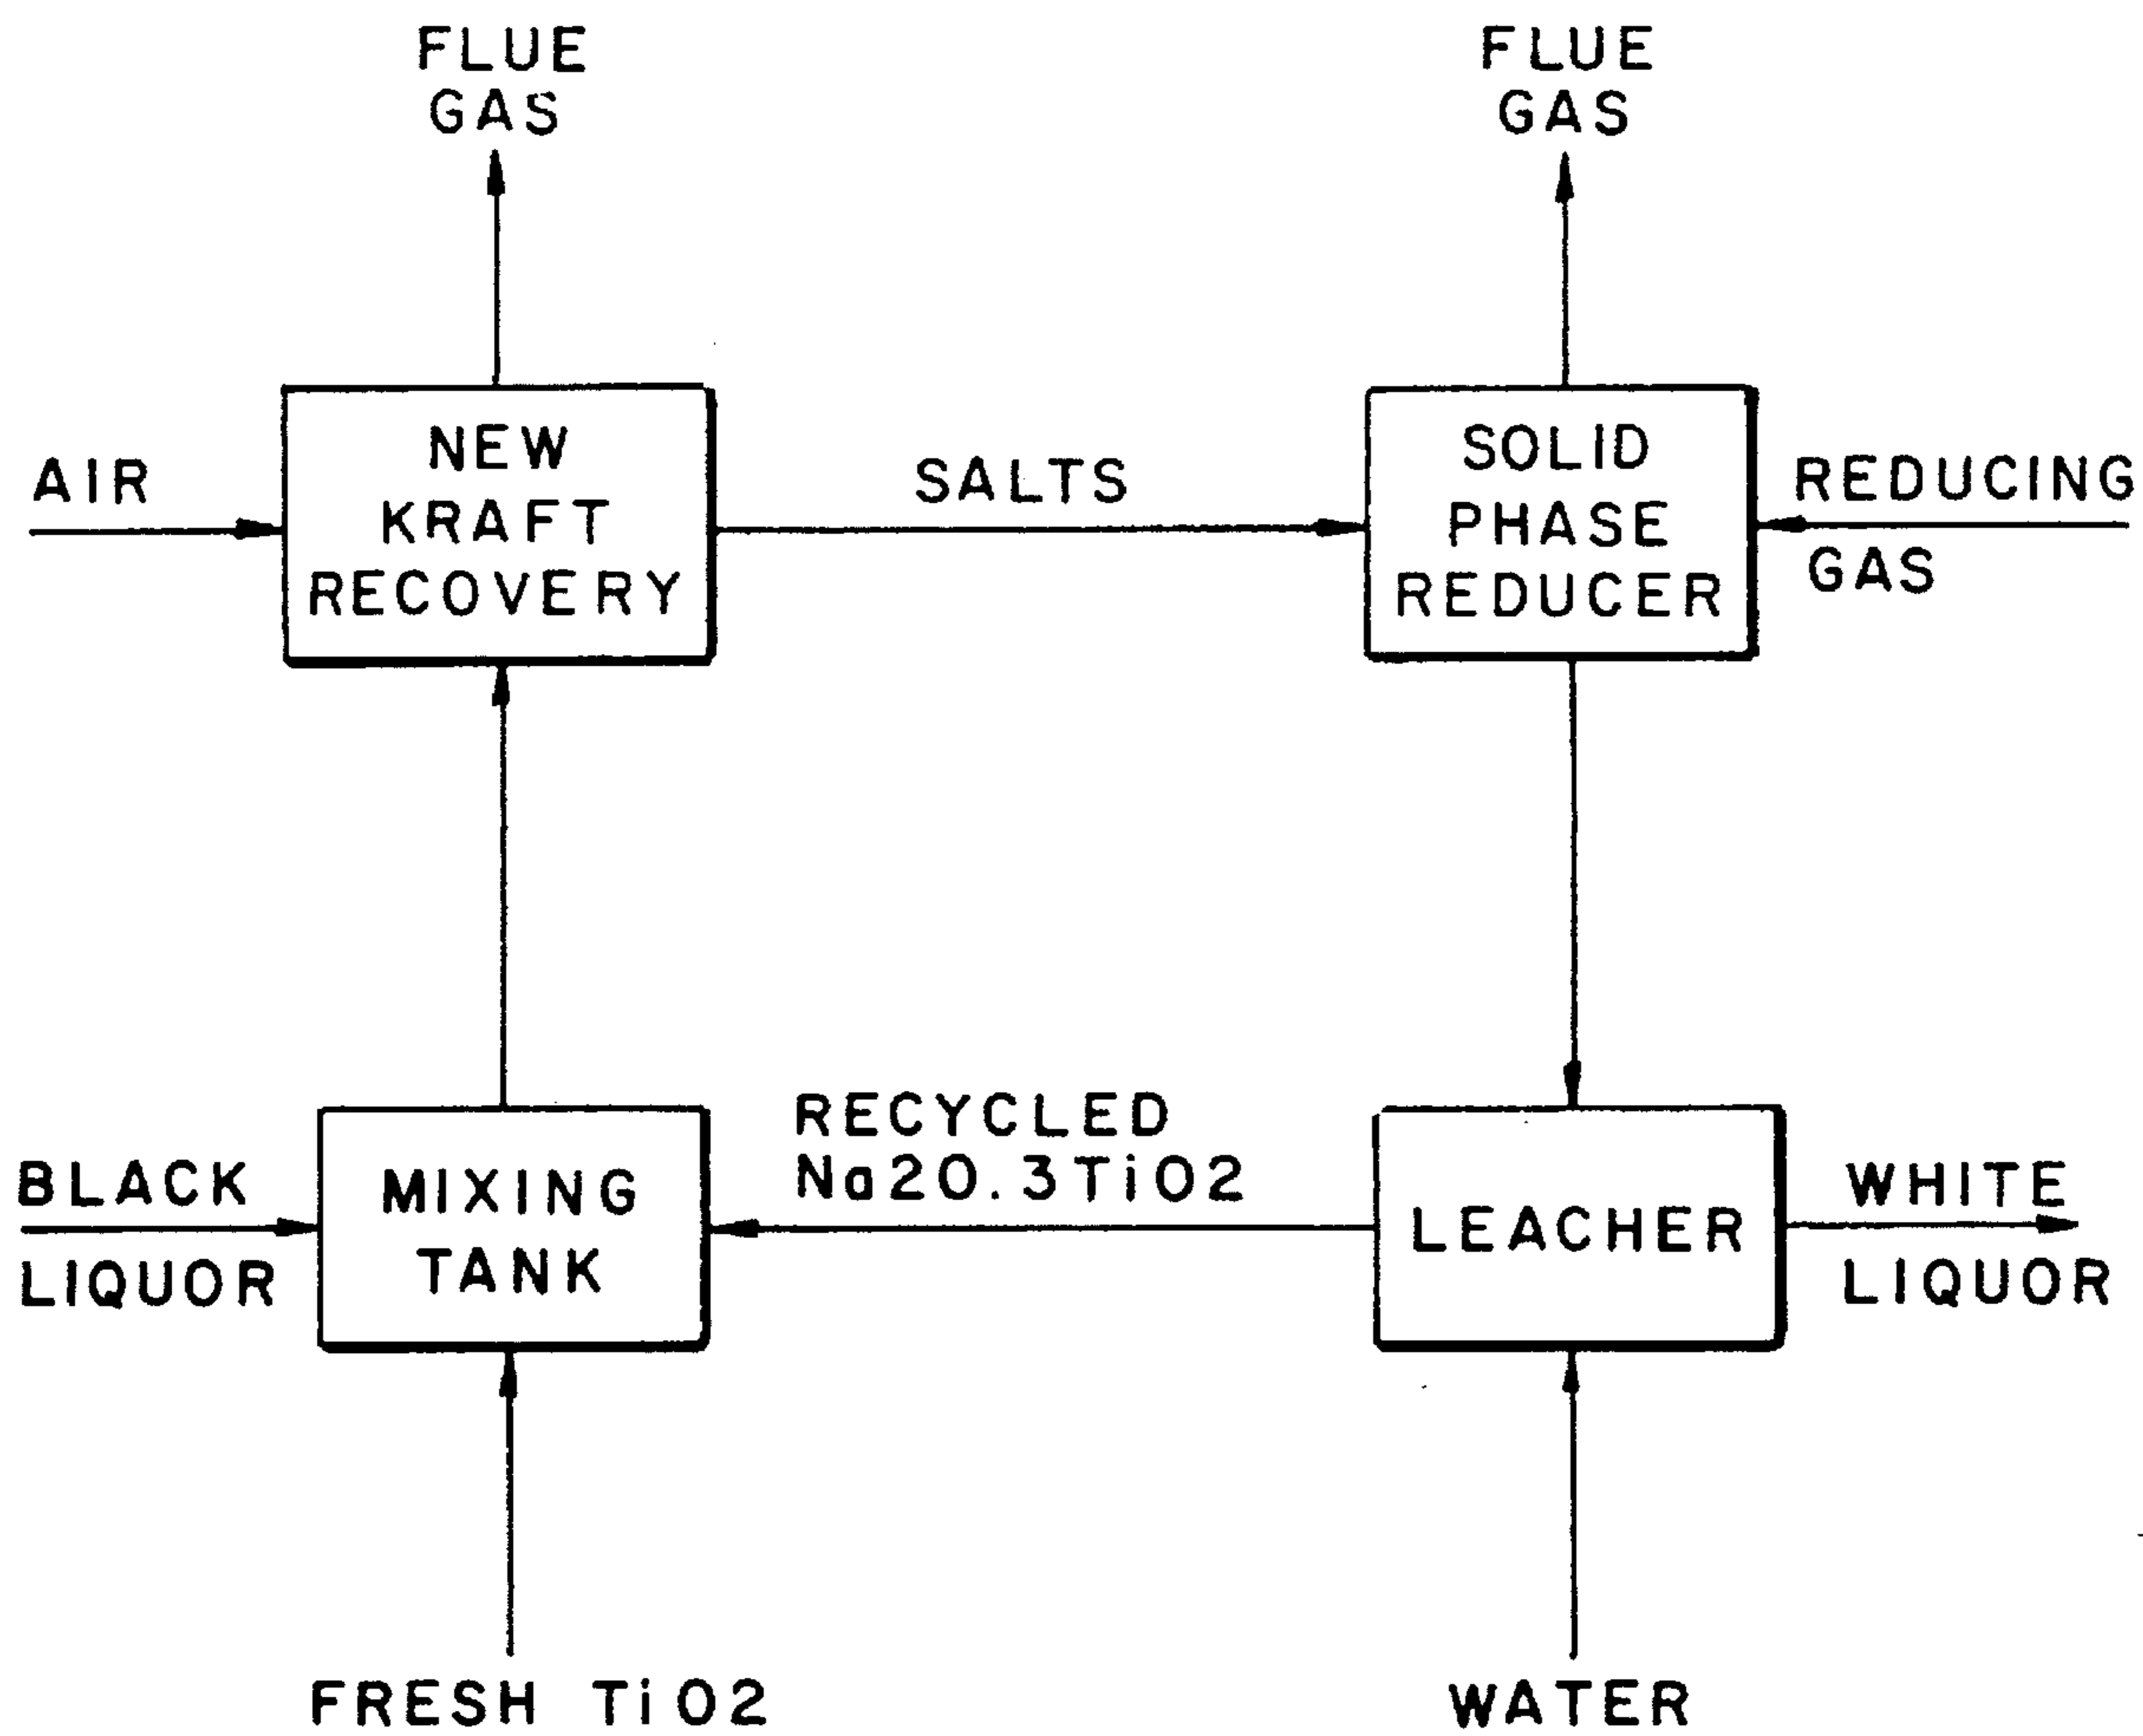 FLUE
GAS
FLUE
GAS
AIR
NEW
KRAFT
RECOVERY
SALTS
SOLID
PHASE
REDUCER
REDUCING
GAS
BLACK
LIQUOR
MIXING
TANK
RECYCLED
Na2O.3TiO2
LEACHER
WHITE
LIQUOR
FRESH TiO2
WATER